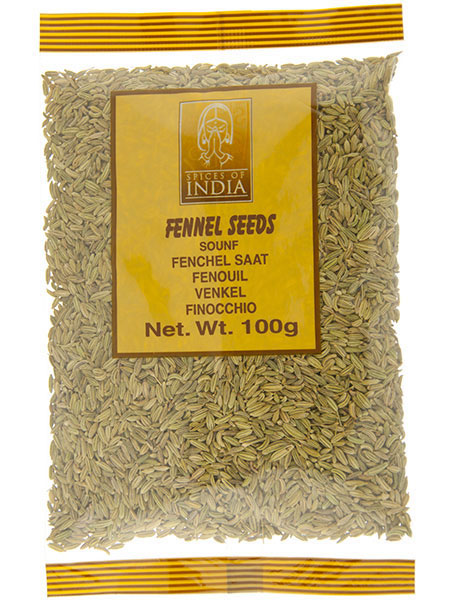 SPICES OF
INDIA
FENNEL SEEDS
SOUNF
FENCHEL SAAT
FENOUIL
VENKEL
FINOCCHIO
Net. Wt. 100g